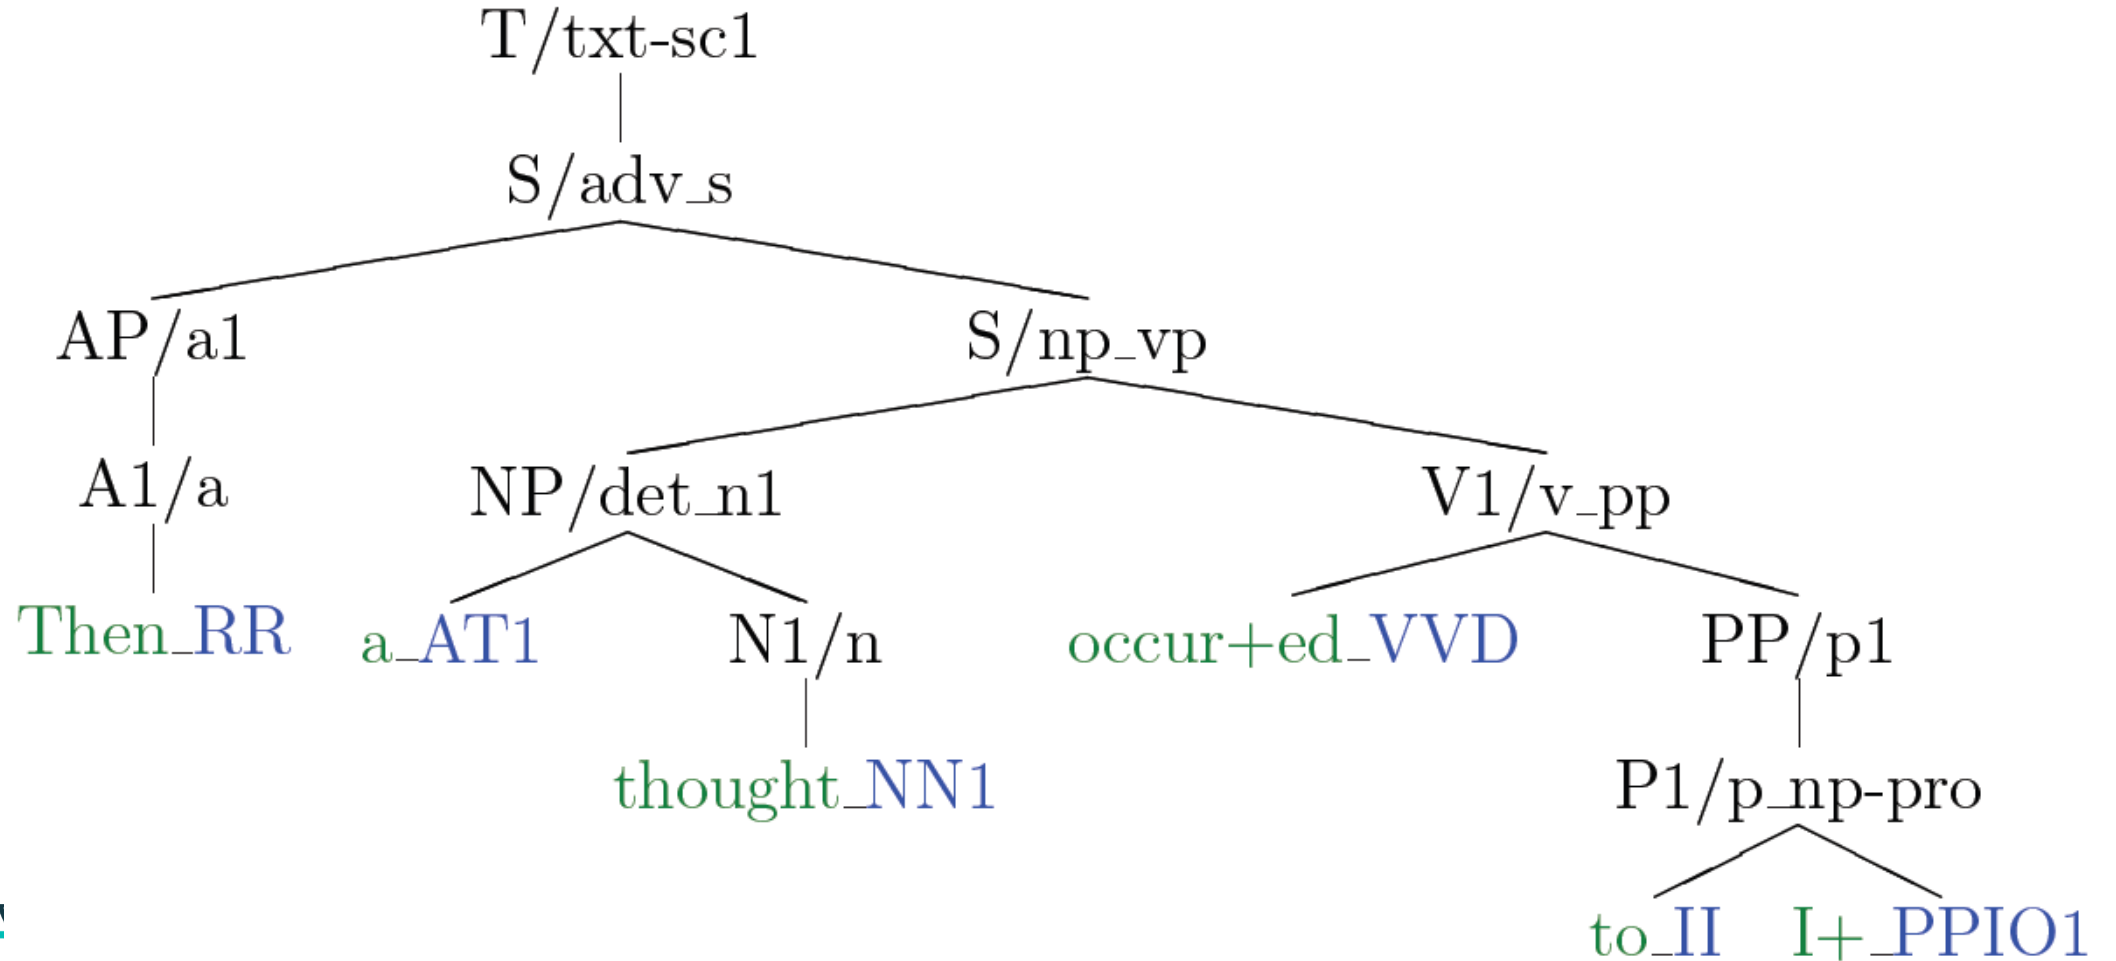 T/txt-sc1
S/adv_s
AP/a1 S/np_vp
A1/a NP/det_n1 V1/v_pp
Then_RR a_AT1 N1/n occur+ed_VVD PP/p1
thought_NN1 P1/p_np-pro
to_II I+_PPIO1